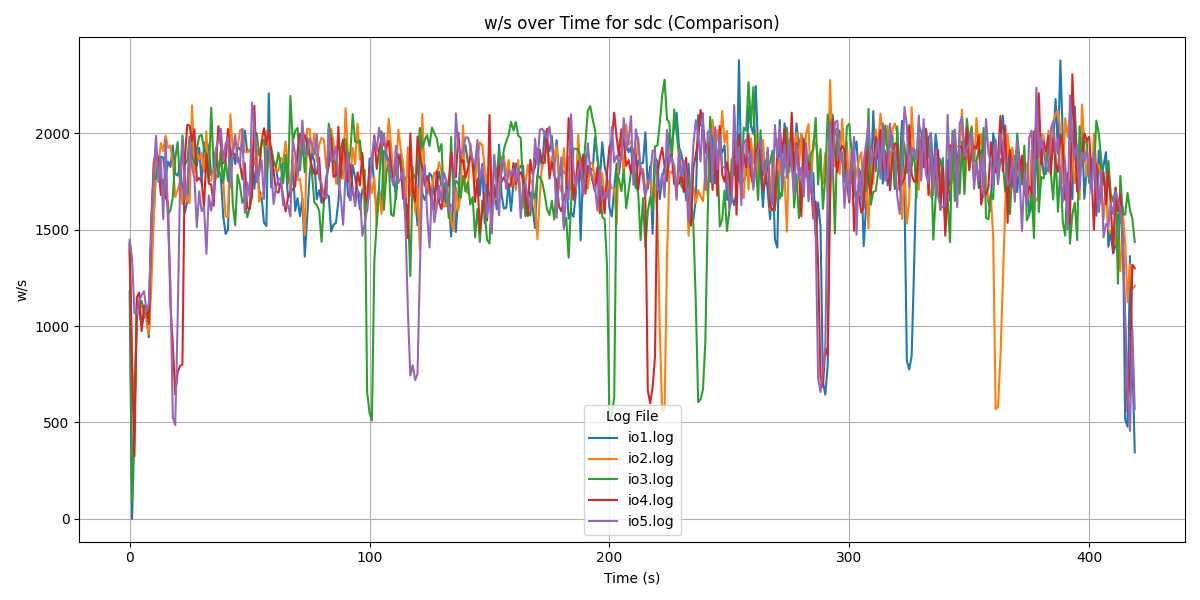 w/s over Time for sdc (Comparison)
w/s
2000
1500
1000
500
0
0 100 200 300 400
Time (s)
Log File
io1.log
io2.log
io3.log
io4.log
io5.log